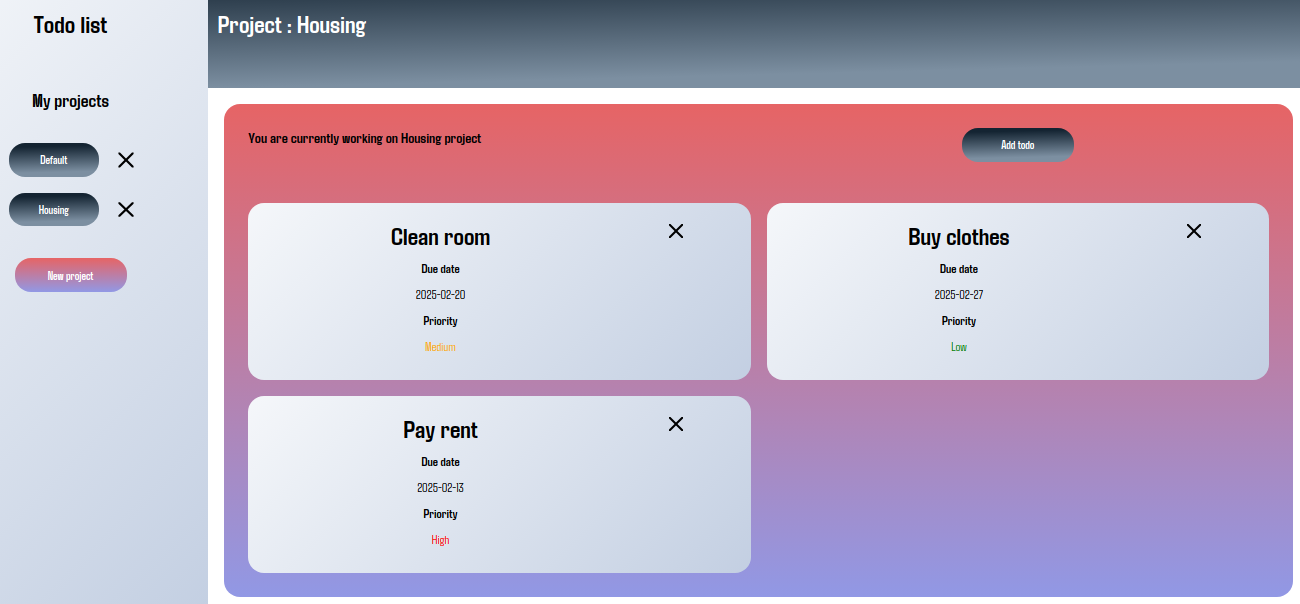 Todo list
My projects
Default
Housing
New project
Project : Housing
You are currently working on Housing project
Add todo
Clean room
Due date
2025-02-20
Priority
Medium
Buy clothes
Due date
2025-02-27
Priority
Low
Pay rent
Due date
2025-02-13
Priority
High